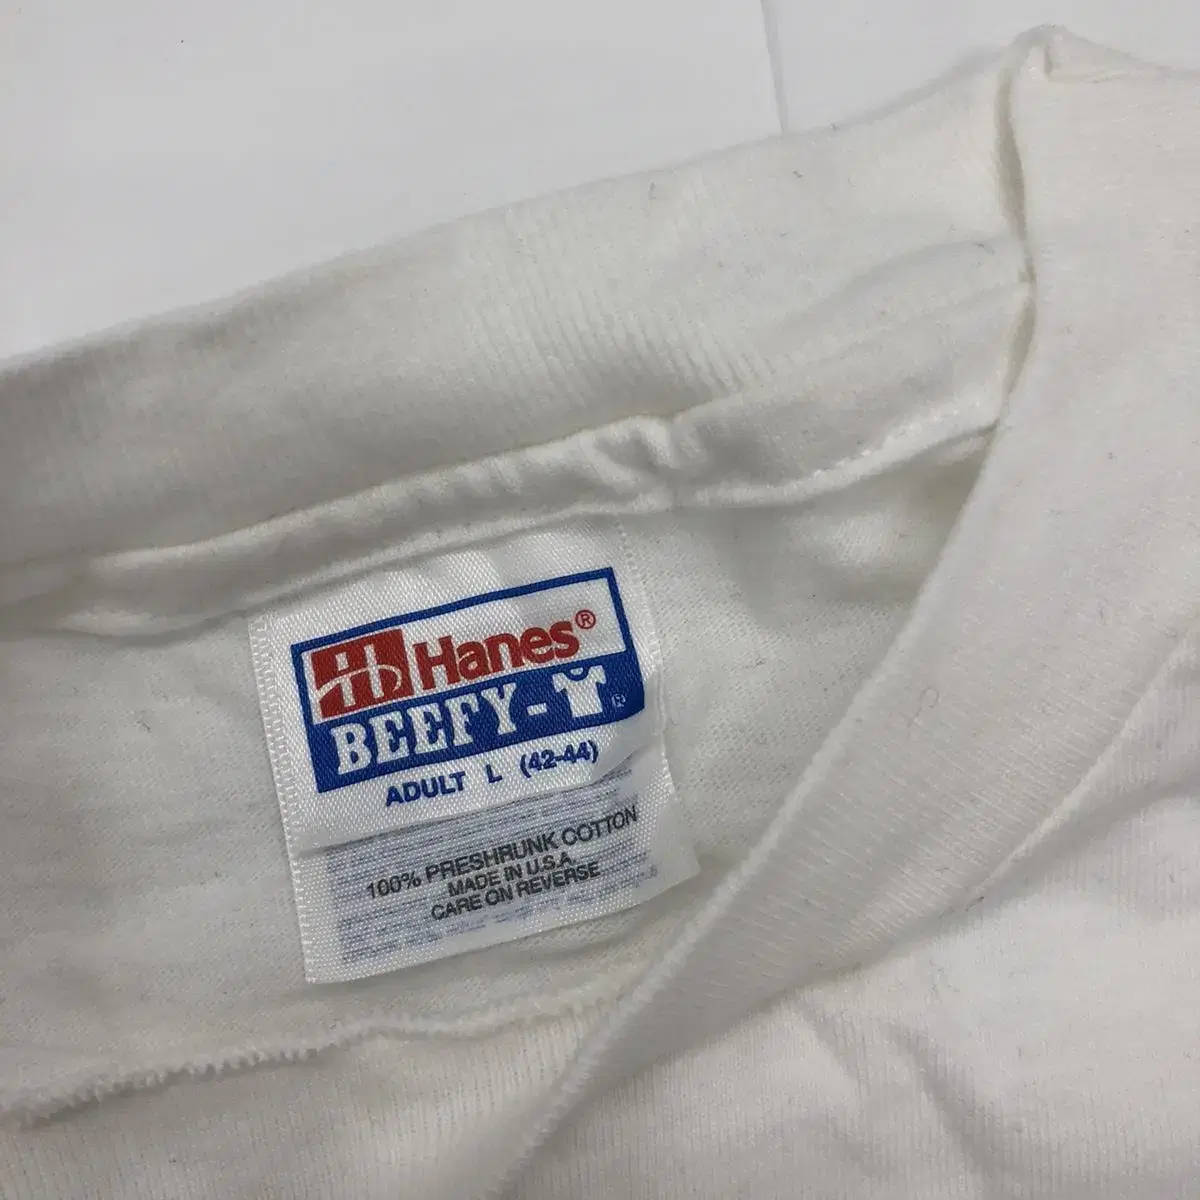 Hanes®
BEEFY-T®
ADULT L (42-44)
100% PRESHRUNK COTTON
MADE IN U.S.A.
CARE ON REVERSE